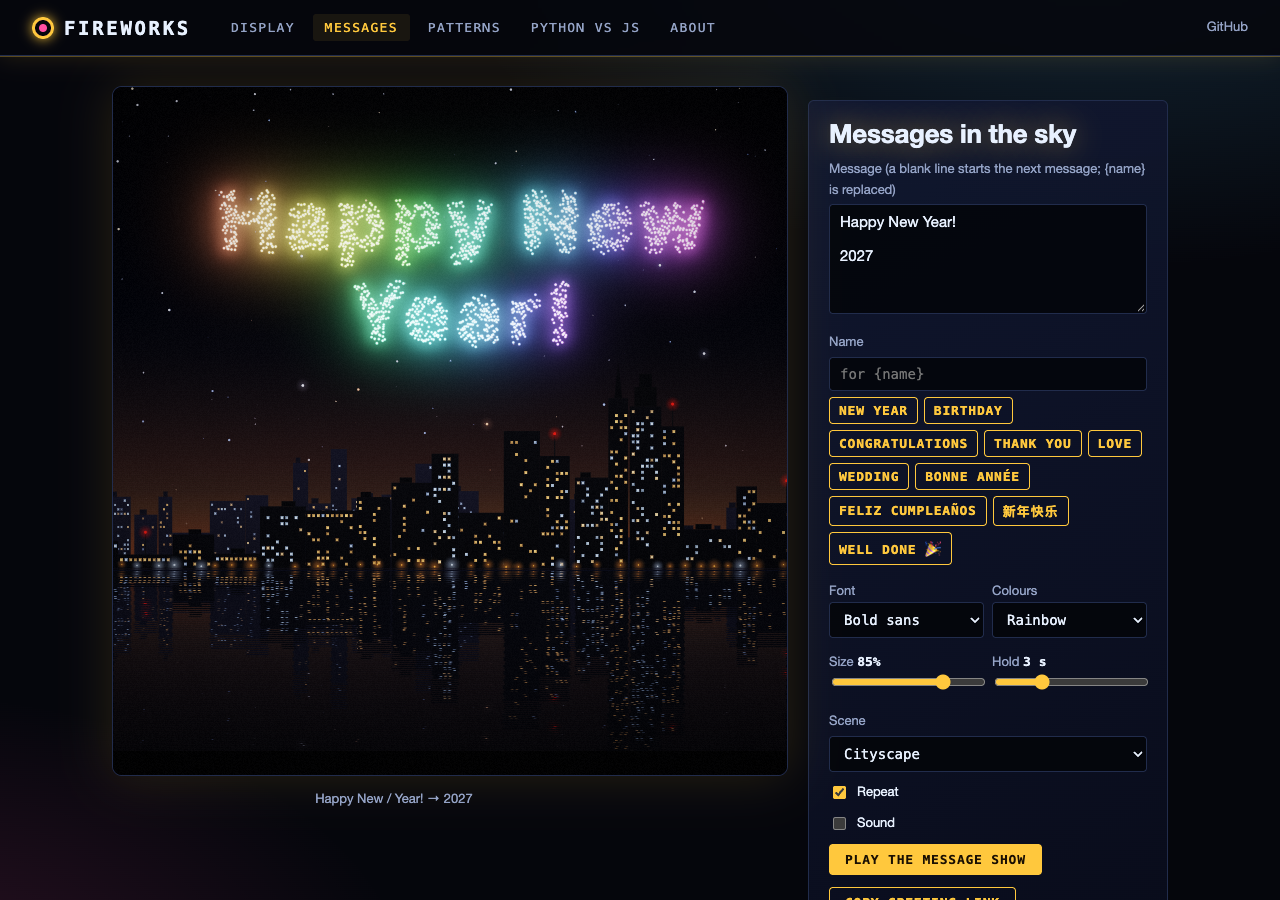 FIREWORKS DISPLAY MESSAGES PATTERNS PYTHON VS JS ABOUT GitHub
Happy New
Year!
Happy New / Year! → 2027
Messages in the sky
Message (a blank line starts the next message; {name}
is replaced)
Happy New Year!
2027
Name
for {name}
NEW YEAR BIRTHDAY
CONGRATULATIONS THANK YOU LOVE
WEDDING BONNE ANNÉE
FELIZ CUMPLEAÑOS 新年快乐
WELL DONE 🎉
Font Colours
Bold sans Rainbow
Size 85% Hold 3 s
Scene
Cityscape
Repeat
Sound
PLAY THE MESSAGE SHOW
COPY GREETING LINK